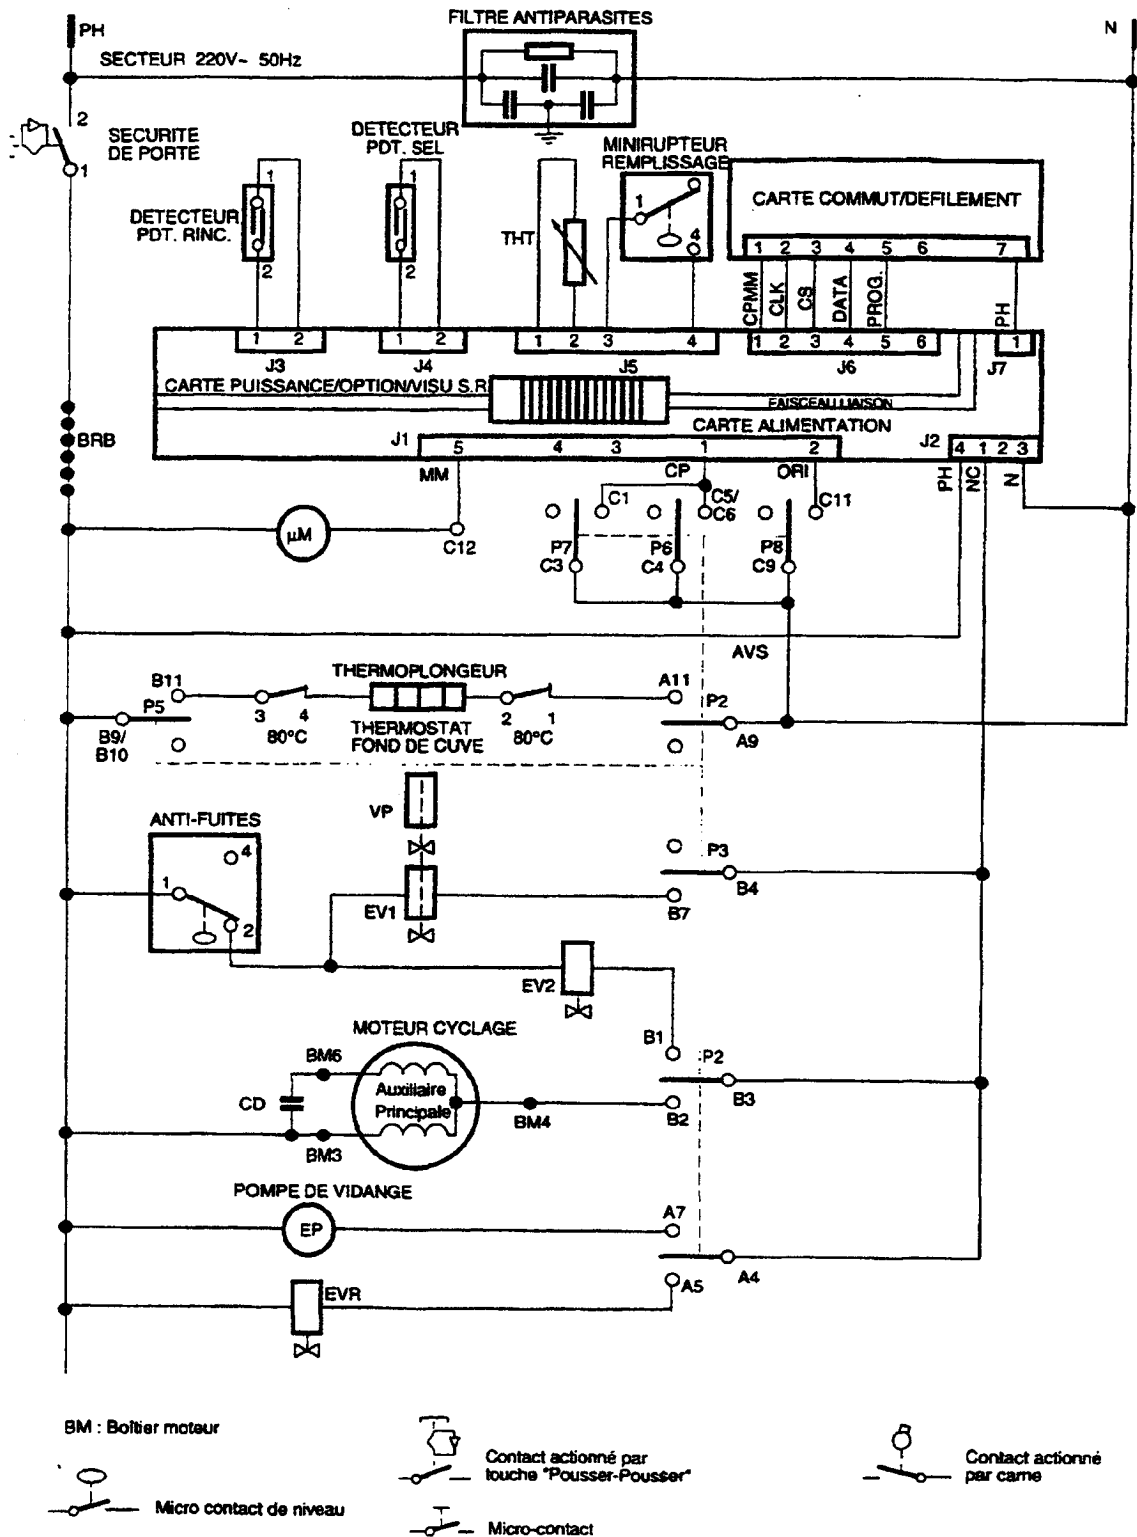 FILTRE ANTIPARASITES
PH
N
SECTEUR 220V~ 50Hz
2
SECURITE
DE PORTE
1
DETECTEUR
PDT. SEL
MINIRUPTEUR
REMPLISSAGE
CARTE COMMUT/DEFILEMENT
1
1
1
DETECTEUR
PDT. RINC.
THT
4
1 2 3 4 5 6 7
2
2
CPMM
CLK
CS
DATA
PROG.
PH
1 2
1 2
1 2 3 4
1 2 3 4 5 6
1
J3
J4
J5
J6
J7
CARTE PUISSANCE/OPTION/VISU S.R
FAISCEAU LIAISON
CARTE ALIMENTATION
BRB
J1
5 4 3 1 2
J2
4 1 2 3
MM
CP
ORI
PH
NC
N
C1
C5/
C6
C11
µM
C12
P7
P6
P8
C3
C4
C9
AVS
THERMOPLONGEUR
B11
A11
P5
3 4
2 1
P2
B9/
B10
80°C
THERMOSTAT
FOND DE CUVE
80°C
A9
VP
ANTI-FUITES
4
P3
1
B4
EV1
B7
2
EV2
MOTEUR CYCLAGE
B1
P2
BM6
CD
Auxiliaire
Principale
B3
BM4
B2
BM3
POMPE DE VIDANGE
A7
EP
A4
EVR
A5
BM : Boîtier moteur
Contact actionné par
touche "Pousser-Pousser"
Contact actionné
par came
Micro contact de niveau
Micro-contact